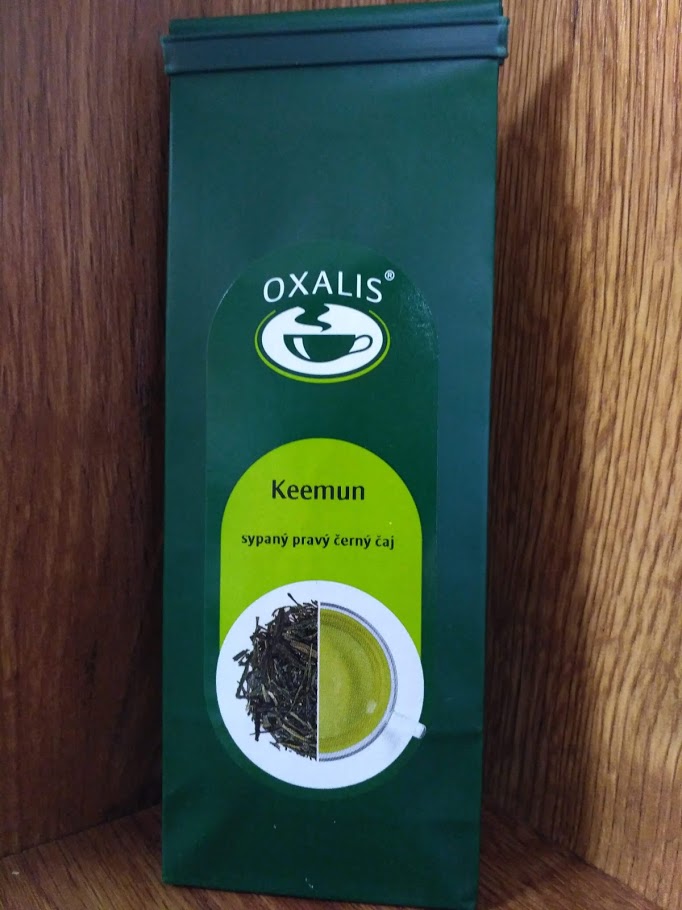 OXALIS®
Keemun
sypaný pravý černý čaj